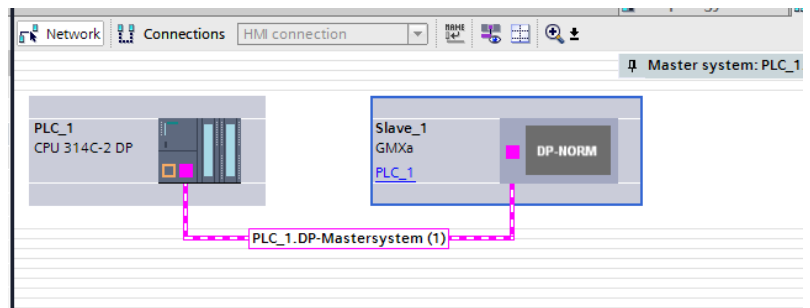 Network Connections HMI connection
Master system: PLC_1
PLC_1
CPU 314C-2 DP
Slave_1
GMXa
PLC_1
DP-NORM
PLC_1.DP-Mastersystem (1)